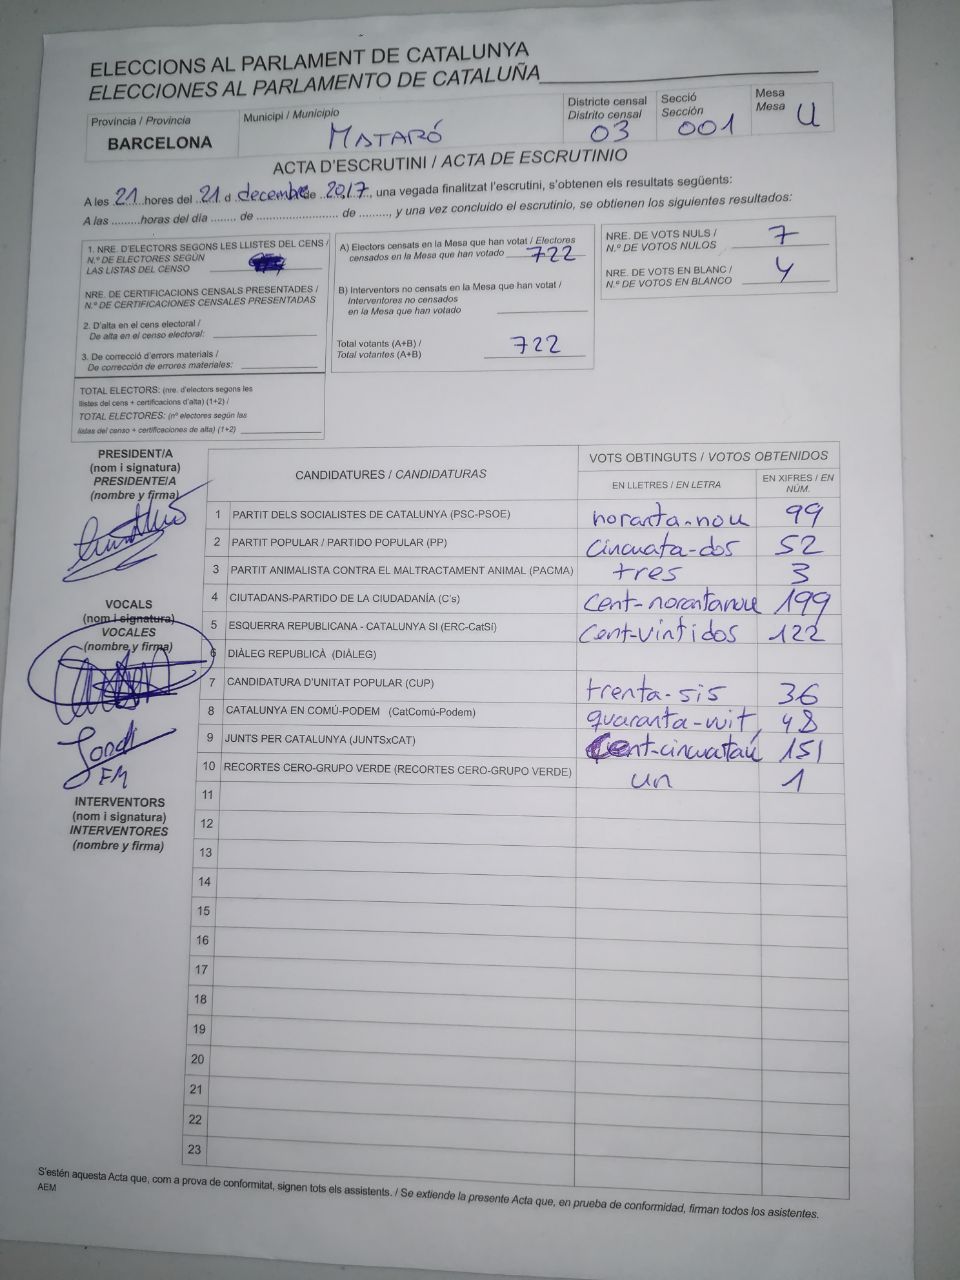 ELECCIONS AL PARLAMENT DE CATALUNYA
ELECCIONES AL PARLAMENTO DE CATALUÑA
Província / Provincia
BARCELONA
Municipi / Municipio
MATARÓ
Districte censal
Distrito censal
03
Secció
Sección
001
Mesa
Mesa
U
ACTA D'ESCRUTINI / ACTA DE ESCRUTINIO
A les 21 hores del 21 d decembre de 2017, una vegada finalitzat l'escrutini, s'obtenen els resultats següents:
A las .........horas del día ........ de ......................... de ........., y una vez concluido el escrutinio, se obtienen los siguientes resultados:
1. NRE. D'ELECTORS SEGONS LES LLISTES DEL CENS /
N.º DE ELECTORES SEGÚN
LAS LISTAS DEL CENSO
NRE. DE CERTIFICACIONS CENSALS PRESENTADES /
N.º DE CERTIFICACIONES CENSALES PRESENTADAS
2. D'alta en el cens electoral /
De alta en el censo electoral:
3. De correcció d'errors materials /
De corrección de errores materiales:
TOTAL ELECTORS: (nre. d'electors segons les
llistes del cens + certificacions d'alta) (1+2) /
TOTAL ELECTORES: (nº electores según las
listas del censo + certificaciones de alta) (1+2)
A) Electors censats en la Mesa que han votat / Electores
censados en la Mesa que han votado 722
B) Interventors no censats en la Mesa que han votat /
Interventores no censados
en la Mesa que han votado
Total votants (A+B) /
Total votantes (A+B) 722
NRE. DE VOTS NULS /
N.º DE VOTOS NULOS 7
NRE. DE VOTS EN BLANC /
N.º DE VOTOS EN BLANCO 4
PRESIDENT/A
(nom i signatura)
PRESIDENTE/A
(nombre y firma)
VOCALS
(nom i signatura)
VOCALES
(nombre y firma)
Jordi
FM
INTERVENTORS
(nom i signatura)
INTERVENTORES
(nombre y firma)
CANDIDATURES / CANDIDATURAS
VOTS OBTINGUTS / VOTOS OBTENIDOS
EN LLETRES / EN LETRA
EN XIFRES / EN
NÚM.
1 PARTIT DELS SOCIALISTES DE CATALUNYA (PSC-PSOE) noranta-nou 99
2 PARTIT POPULAR / PARTIDO POPULAR (PP) cincuata-dos 52
3 PARTIT ANIMALISTA CONTRA EL MALTRACTAMENT ANIMAL (PACMA) tres 3
4 CIUTADANS-PARTIDO DE LA CIUDADANÍA (C's) cent-norantanou 199
5 ESQUERRA REPUBLICANA - CATALUNYA SI (ERC-CatSí) cent-vintidos 122
6 DIÀLEG REPUBLICÀ (DIÀLEG)
7 CANDIDATURA D'UNITAT POPULAR (CUP) trenta-sis 36
8 CATALUNYA EN COMÚ-PODEM (CatComú-Podem) quaranta-vuit, 48
9 JUNTS PER CATALUNYA (JUNTSxCAT) Cent-cincuataú 151
10 RECORTES CERO-GRUPO VERDE (RECORTES CERO-GRUPO VERDE) un 1
11
12
13
14
15
16
17
18
19
20
21
22
23
S'estén aquesta Acta que, com a prova de conformitat, signen tots els assistents. / Se extiende la presente Acta que, en prueba de conformidad, firman todos los asistentes.
AEM